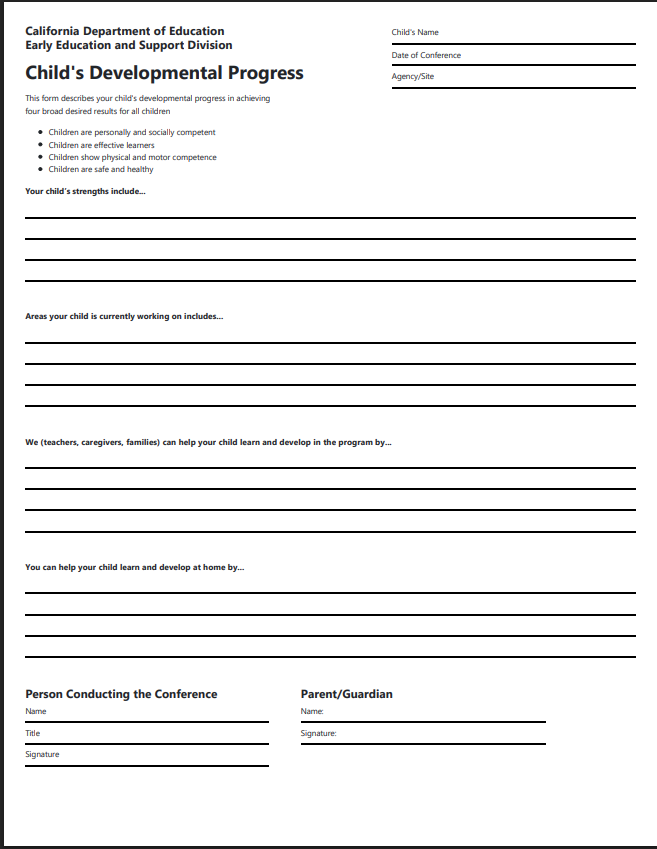 California Department of Education
Early Education and Support Division
Child's Developmental Progress
This form describes your child's developmental progress in achieving
four broad desired results for all children
• Children are personally and socially competent
• Children are effective learners
• Children show physical and motor competence
• Children are safe and healthy
Child's Name
Date of Conference
Agency/Site
Your child's strengths include...
Areas your child is currently working on includes...
We (teachers, caregivers, families) can help your child learn and develop in the program by...
You can help your child learn and develop at home by...
Person Conducting the Conference
Name
Title
Signature
Parent/Guardian
Name:
Signature: